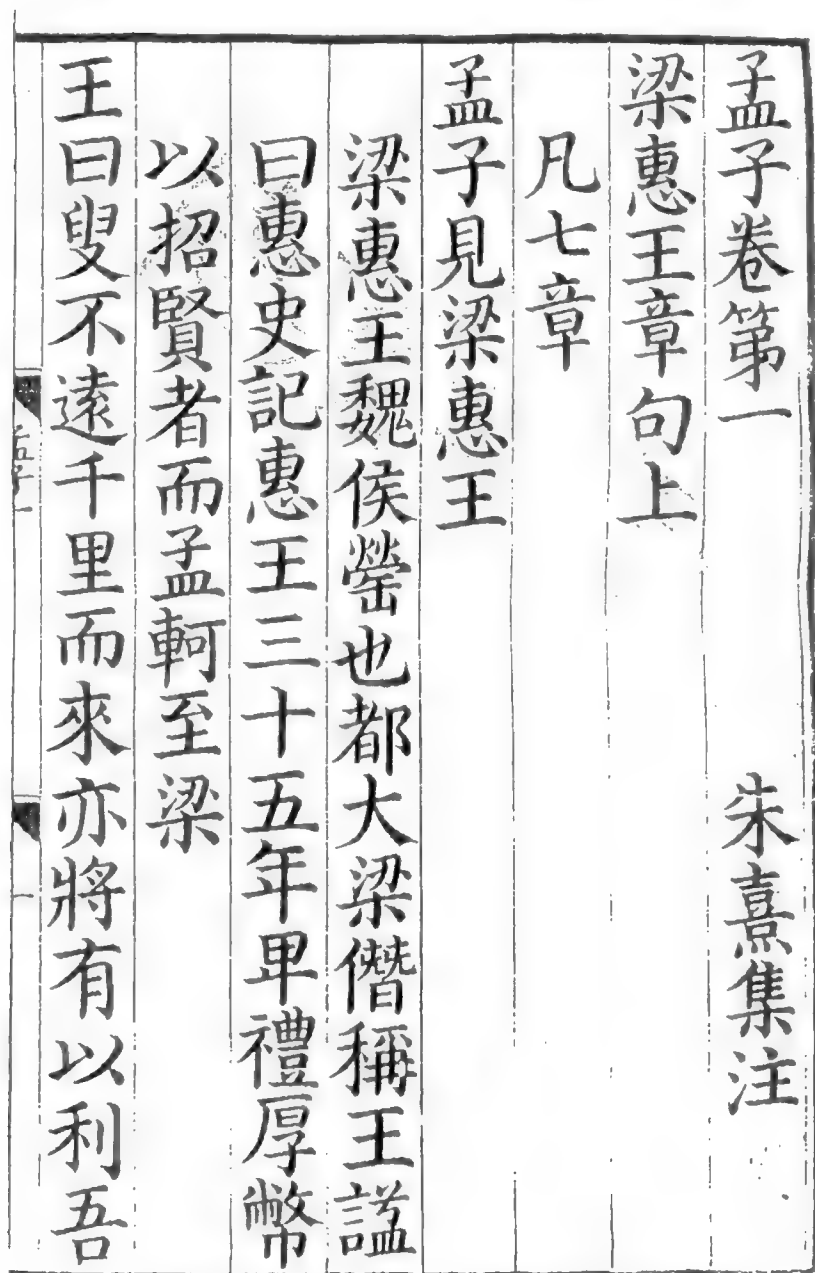 孟子卷第一 朱熹集注
梁惠王章句上
凡七章
孟子見梁惠王
梁惠王魏侯罃也都大梁僭稱王諡
曰惠史記惠王三十五年卑禮厚幣
以招賢者而孟軻至梁
王曰叟不遠千里而來亦將有以利吾